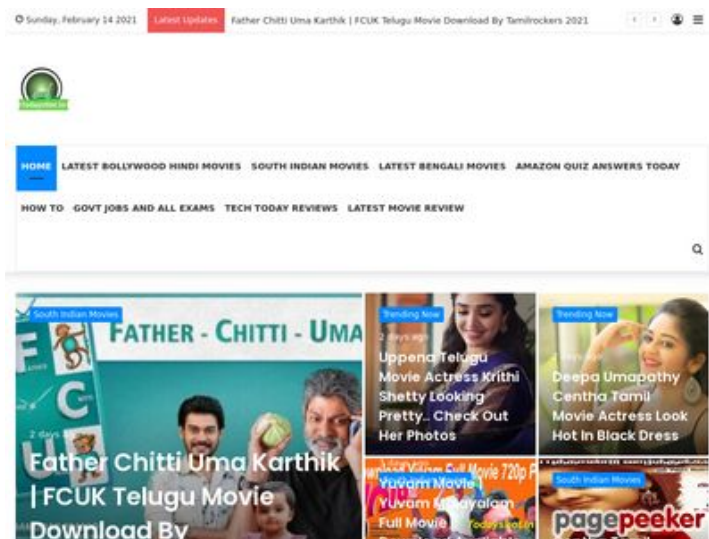 Sunday, February 14 2021 Latest Updates Father Chitti Uma Karthik | FCUK Telugu Movie Download By Tamilrockers 2021
HOME LATEST BOLLYWOOD HINDI MOVIES SOUTH INDIAN MOVIES LATEST BENGALI MOVIES AMAZON QUIZ ANSWERS TODAY
HOW TO GOVT JOBS AND ALL EXAMS TECH TODAY REVIEWS LATEST MOVIE REVIEW
South Indian Movies
FATHER - CHITTI - UMA
F
C
U
2 days
Father Chitti Uma Karthik
| FCUK Telugu Movie
Download By
Trending Now
2 days ago
Uppena Telugu
Movie Actress Krithi
Shetty Looking
Pretty.. Check Out
Her Photos
Trending Now
Deepa Umapathy
Centha Tamil
Movie Actress Look
Hot In Black Dress
Full Movie 720p
Yuvam Movie |
Yuvam Malayalam
Full Movie
South Indian Movies
pagepeeker